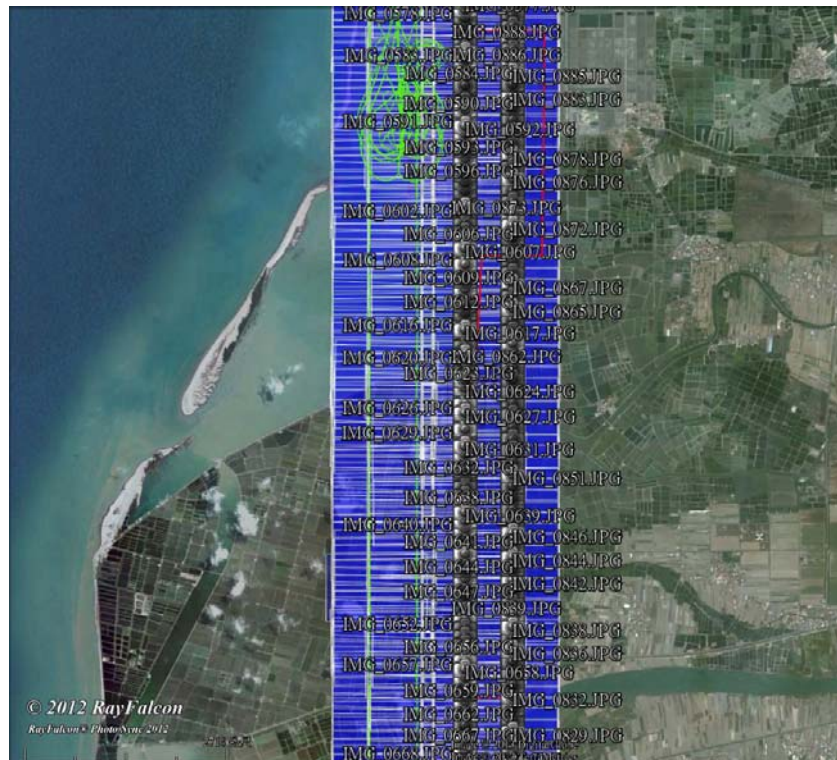 IMG_0578.JPG
IMG_0888.JPG
IMG_0583.JPG IMG_0886.JPG
IMG_0584.JPG IMG_0885.JPG
IMG_0590.JPG IMG_0883.JPG
IMG_0591.JPG IMG_0592.JPG
IMG_0593.JPG IMG_0878.JPG
IMG_0596.JPG IMG_0876.JPG
IMG_0602.JPG IMG_0873.JPG
IMG_0606.JPG IMG_0872.JPG
IMG_0608.JPG IMG_0607.JPG
IMG_0609.JPG IMG_0867.JPG
IMG_0612.JPG IMG_0865.JPG
IMG_0616.JPG IMG_0617.JPG
IMG_0620.JPG IMG_0862.JPG
IMG_0623.JPG
IMG_0624.JPG
IMG_0626.JPG IMG_0627.JPG
IMG_0629.JPG
IMG_0631.JPG
IMG_0632.JPG IMG_0851.JPG
IMG_0638.JPG
IMG_0639.JPG
IMG_0640.JPG
IMG_0641.JPG IMG_0846.JPG
IMG_0644.JPG IMG_0844.JPG
IMG_0647.JPG IMG_0842.JPG
IMG_0839.JPG
IMG_0652.JPG IMG_0838.JPG
IMG_0656.JPG IMG_0836.JPG
IMG_0657.JPG IMG_0658.JPG
IMG_0659.JPG IMG_0832.JPG
IMG_0662.JPG
IMG_0667.JPG IMG_0829.JPG
IMG_0668.JPG
© 2012 RayFalcon
RayFalcon® Photo Sync 2012